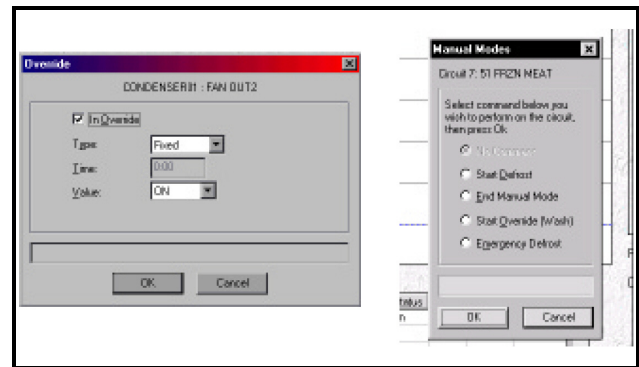 Override
CONDENSER01 : FAN OUT2
In Override
Type: Fixed
Time: 0:00
Value: ON
OK Cancel
Manual Modes
Circuit 7: 51 FRZN MEAT
Select command below you
wish to perform on the circuit,
then press Ok
No Command
Start Defrost
End Manual Mode
Start Override (Wash)
Emergency Defrost
OK Cancel